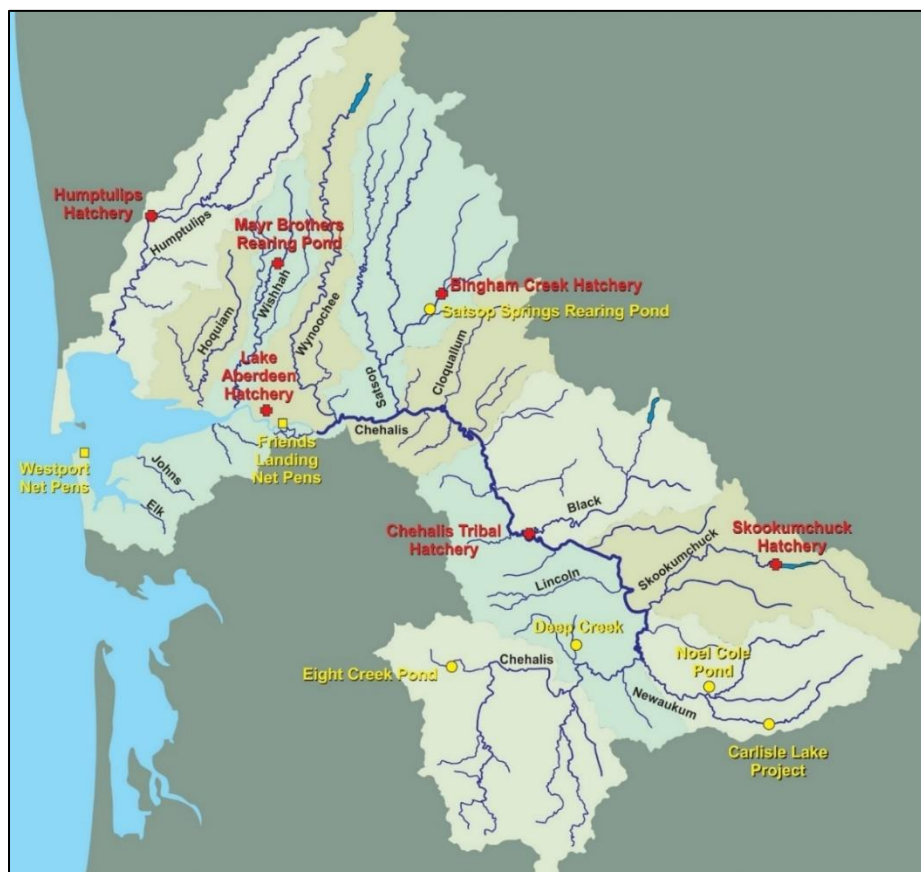 Humptulips
Hatchery
Humptulips
Mayr Brothers
Rearing Pond
Wishhah
Hoquiam
Wynoochee
Bingham Creek Hatchery
Satsop Springs Rearing Pond
Lake
Aberdeen
Hatchery
Satsop
Cloquallum
Chehalis
Friends
Landing
Net Pens
Westport
Net Pens
Johns
Elk
Black
Chehalis Tribal
Hatchery
Skookumchuck
Skookumchuck
Hatchery
Lincoln
Deep Creek
Eight Creek Pond
Chehalis
Newaukum
Noel Cole
Pond
Carlisle Lake
Project